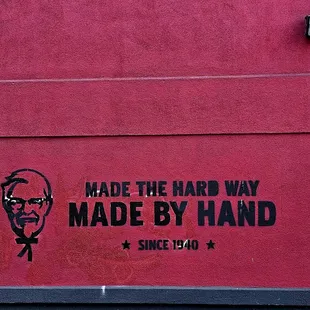 MADE THE HARD WAY
MADE BY HAND
★ SINCE 1940 ★